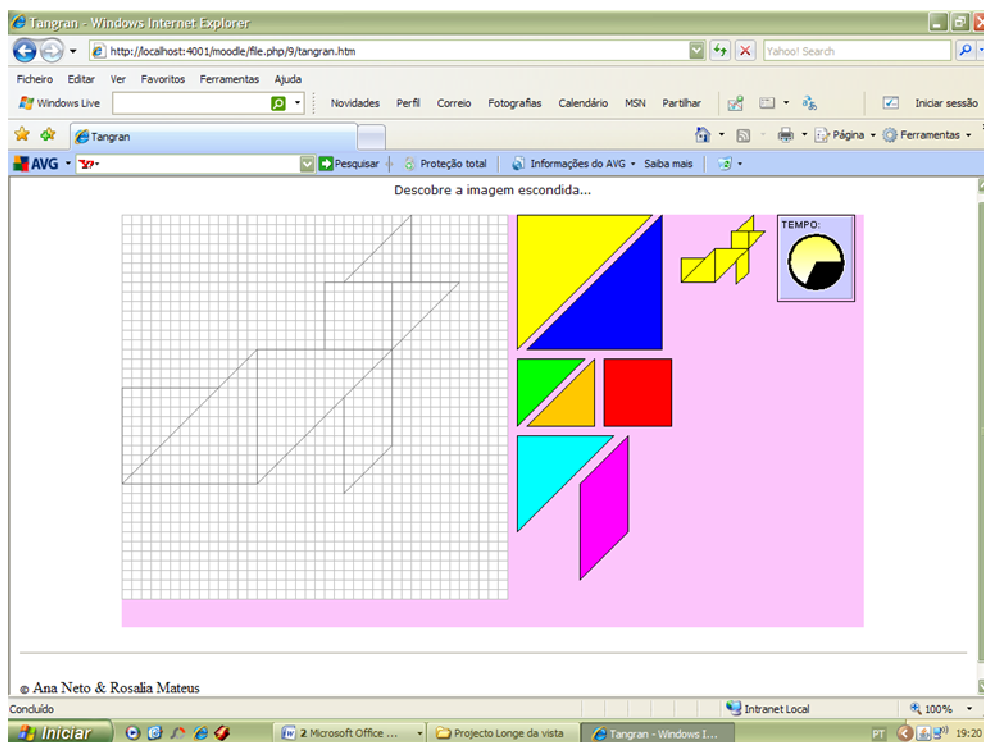 Tangran - Windows Internet Explorer
http://localhost:4001/moodle/file.php/9/tangran.htm
Yahoo! Search
Ficheiro Editar Ver Favoritos Ferramentas Ajuda
Windows Live Novidades Perfil Correio Fotografias Calendário MSN Partilhar Iniciar sessão
Tangran Página Ferramentas
AVG Pesquisar Proteção total Informações do AVG Saiba mais
Descobre a imagem escondida...
TEMPO:
© Ana Neto & Rosalia Mateus
Concluído Intranet Local 100%
Iniciar 2 Microsoft Office ... Projecto Longe da vista Tangran - Windows I... PT 19:20